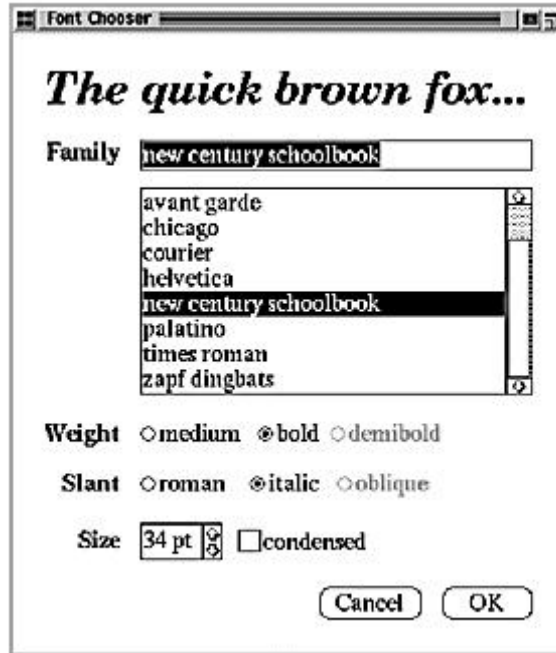 Font Chooser
The quick brown fox...
Family new century schoolbook
avant garde
chicago
courier
helvetica
new century schoolbook
palatino
times roman
zapf dingbats
Weight medium bold demibold
Slant roman italic oblique
Size 34 pt condensed
Cancel OK